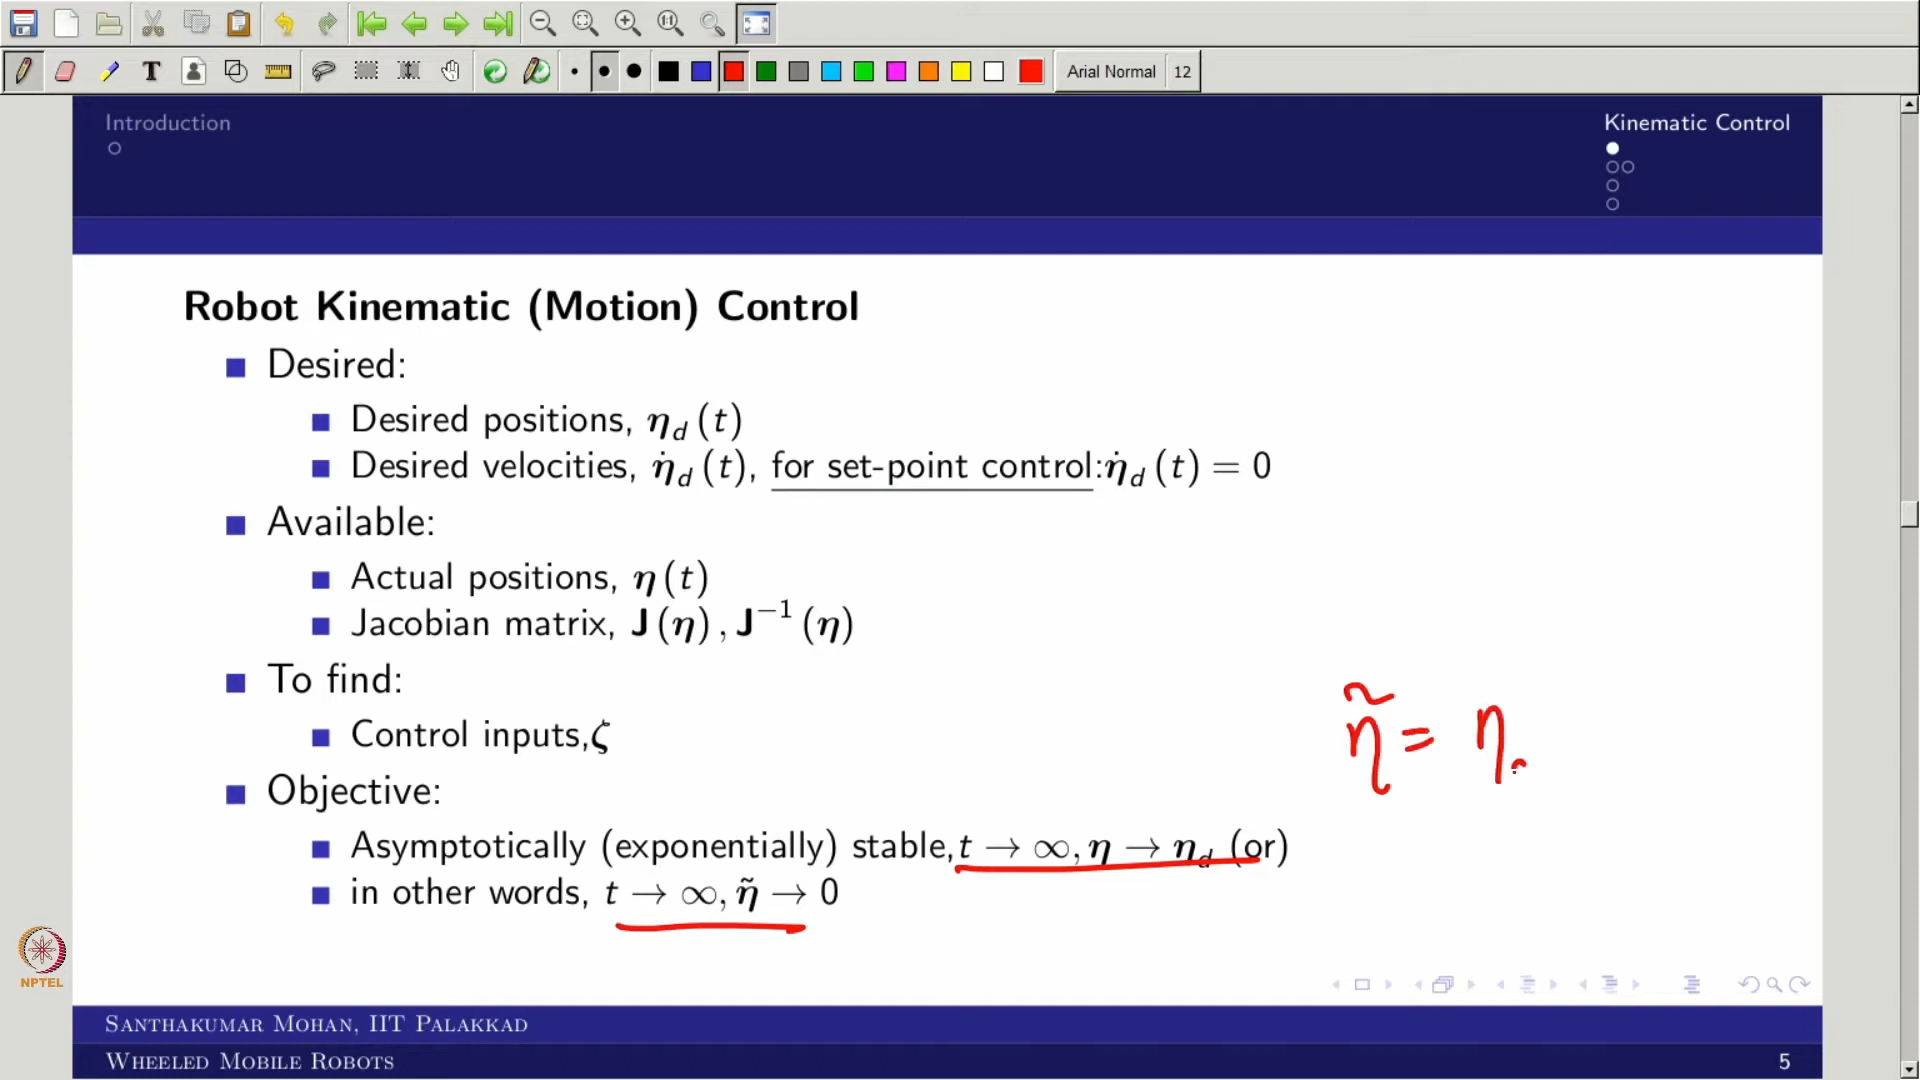 Arial Normal 12
Introduction
Kinematic Control
Robot Kinematic (Motion) Control
Desired:
Desired positions, η_d (t)
Desired velocities, η̇_d (t), for set-point control:η̇_d (t) = 0
Available:
Actual positions, η (t)
Jacobian matrix, J (η) , J⁻¹ (η)
To find:
Control inputs,ζ
η̃ = η
Objective:
Asymptotically (exponentially) stable,t → ∞, η → η_d (or)
in other words, t → ∞, η̃ → 0
NPTEL
Santhakumar Mohan, IIT Palakkad
Wheeled Mobile Robots
5